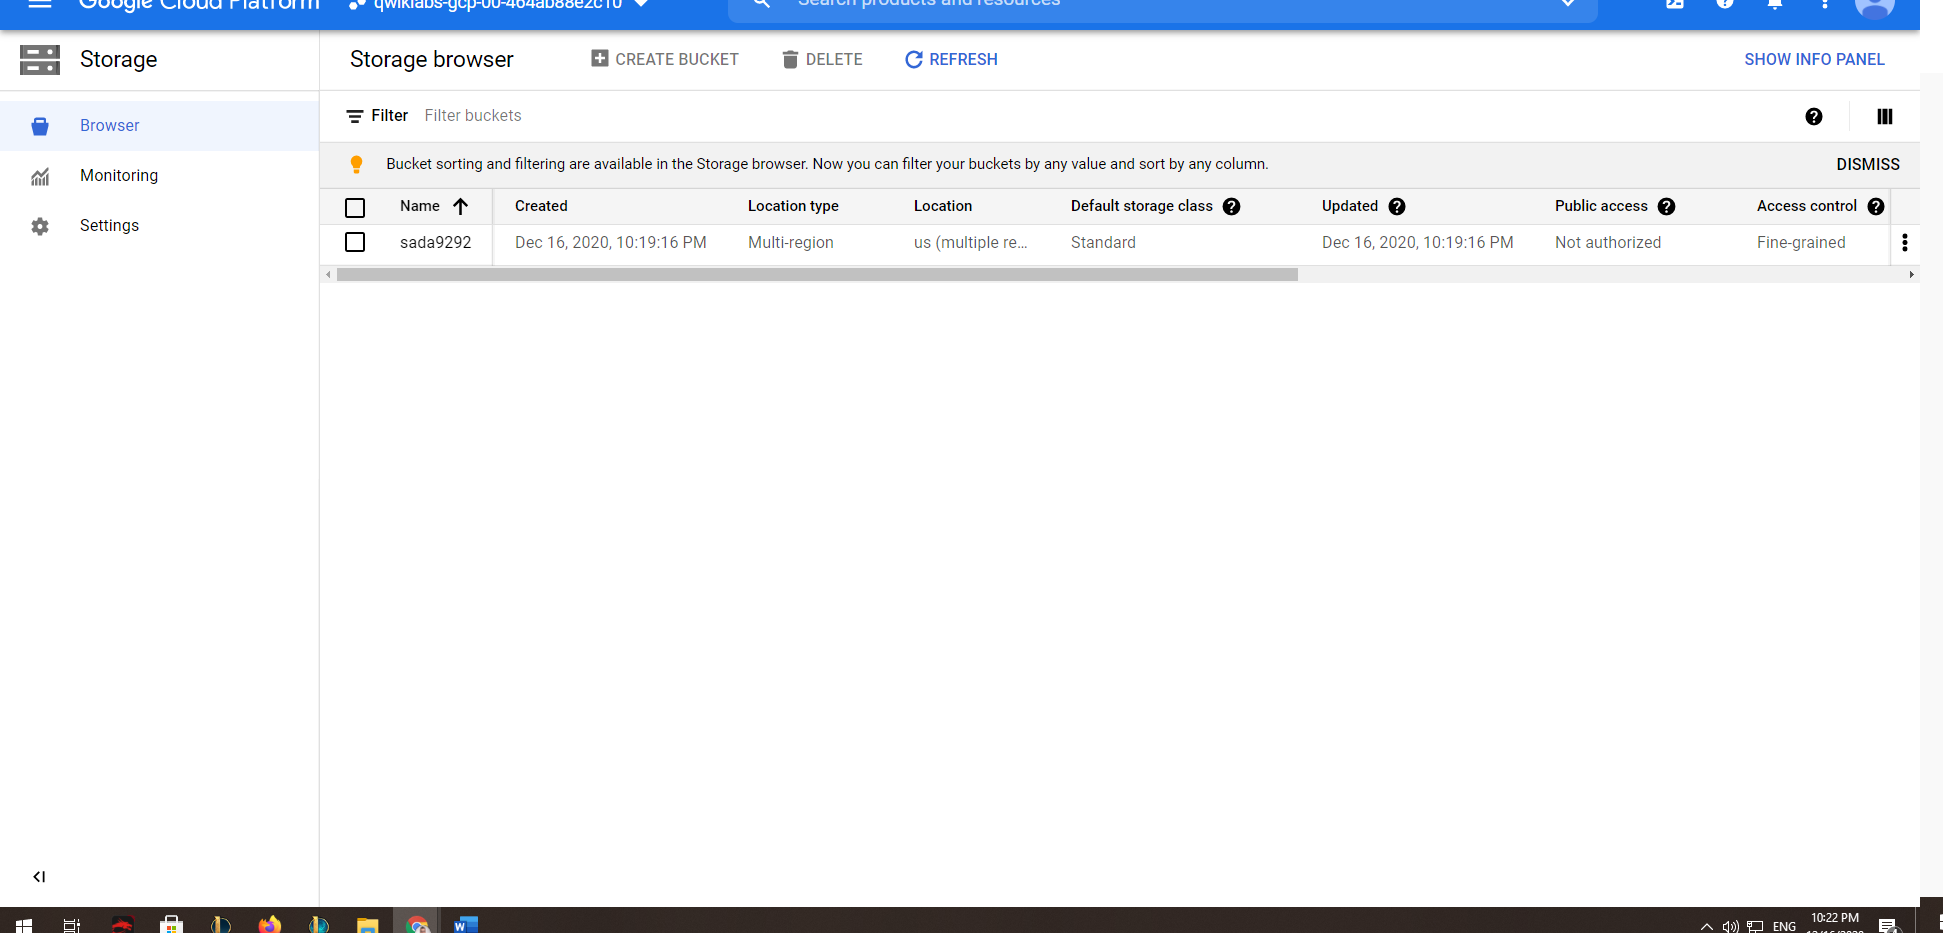 Google Cloud Platform qwiklabs-gcp-00-464ab88e2c10 Search products and resources
Storage
Storage browser CREATE BUCKET DELETE REFRESH SHOW INFO PANEL
Browser
Monitoring
Settings
Filter Filter buckets
Bucket sorting and filtering are available in the Storage browser. Now you can filter your buckets by any value and sort by any column. DISMISS
Name Created Location type Location Default storage class Updated Public access Access control
sada9292 Dec 16, 2020, 10:19:16 PM Multi-region us (multiple re... Standard Dec 16, 2020, 10:19:16 PM Not authorized Fine-grained
ENG 10:22 PM